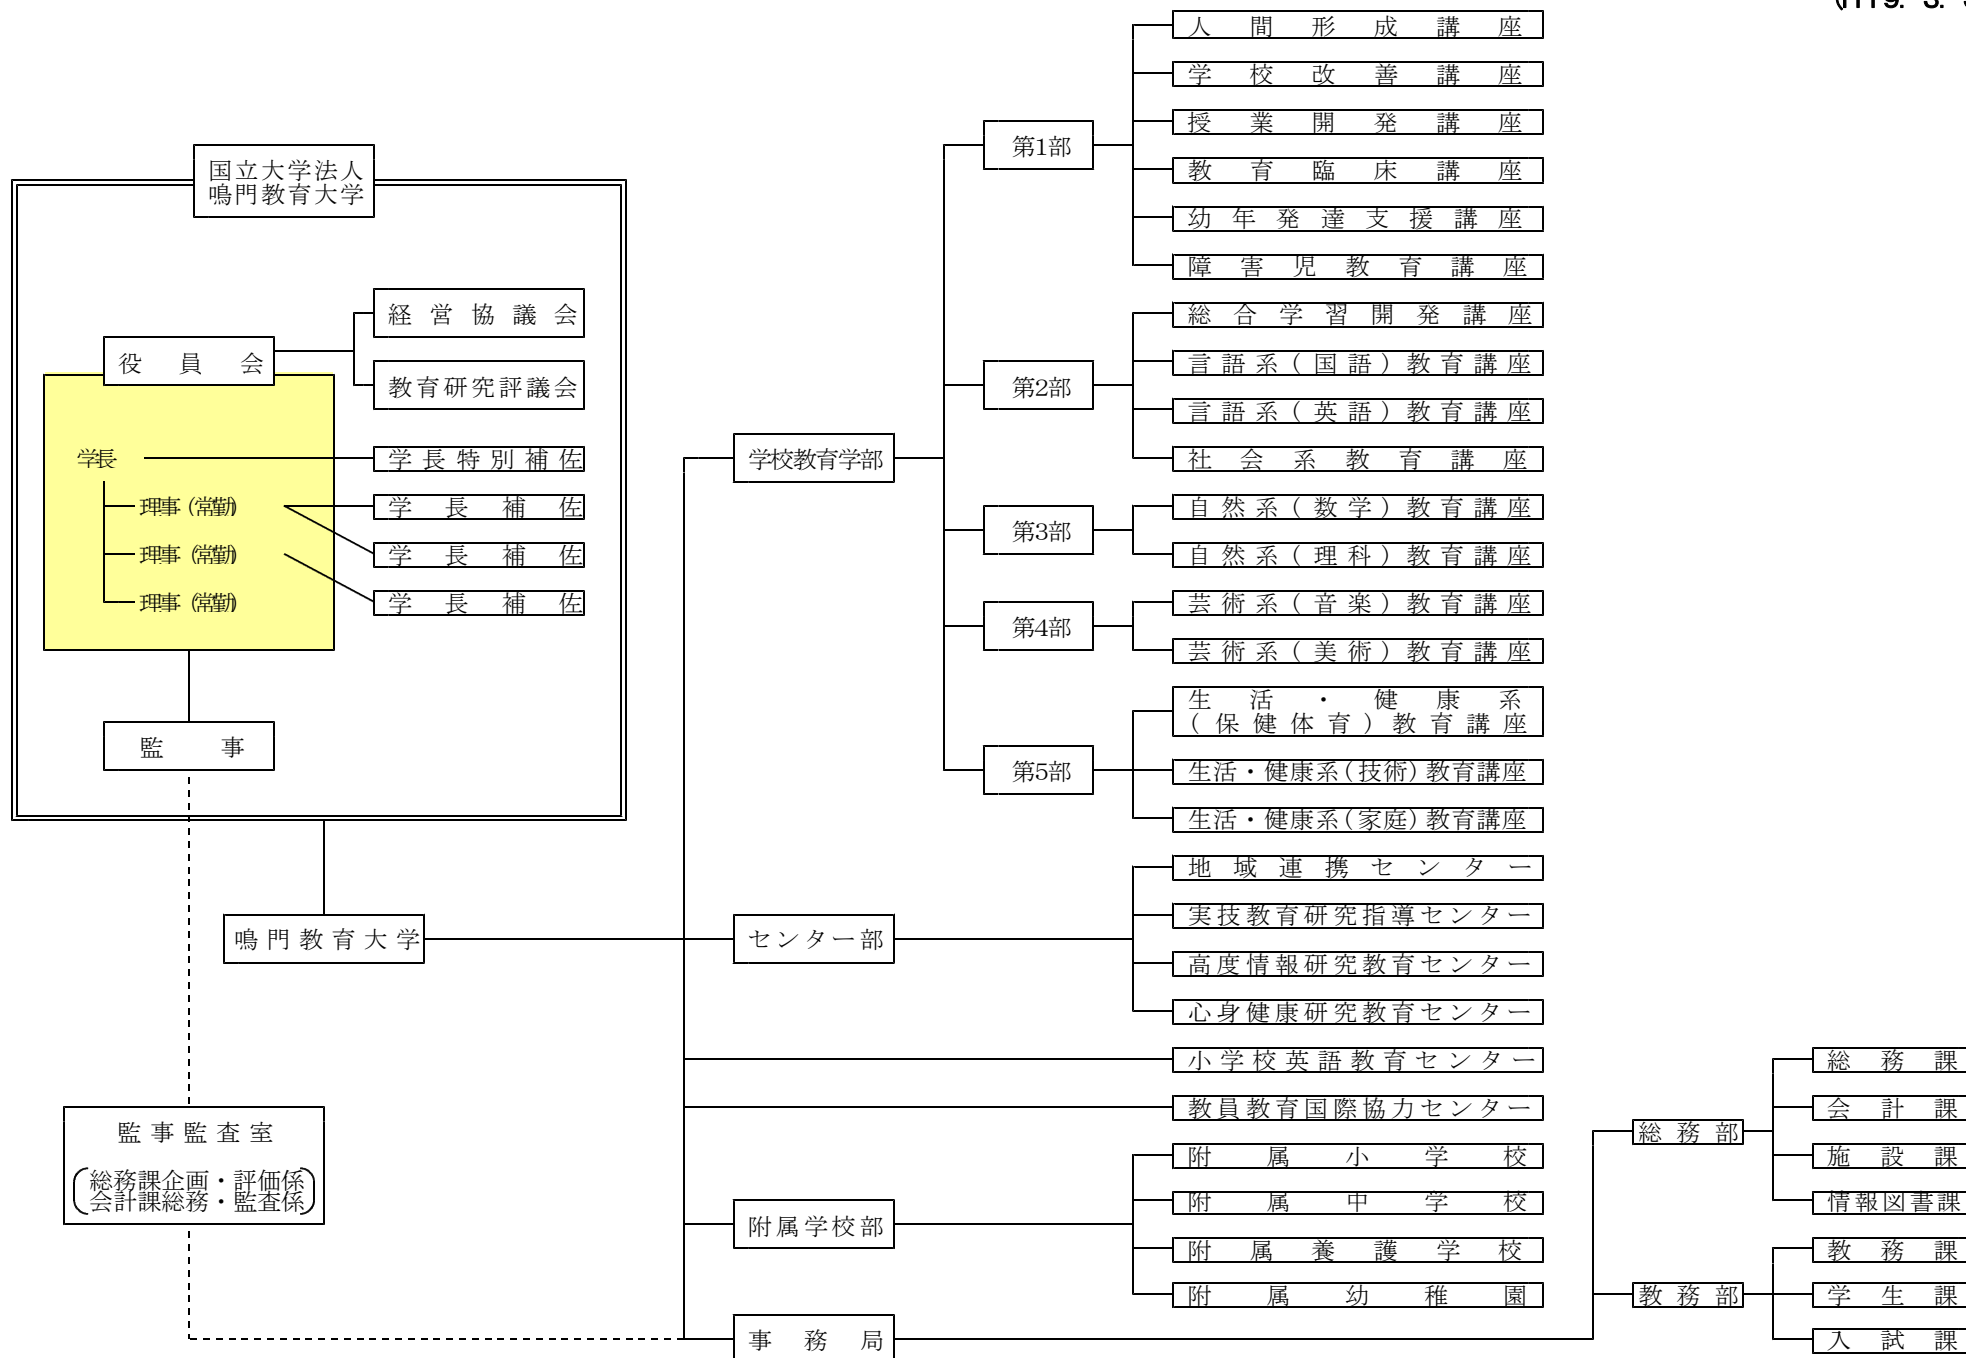 国立大学法人
鳴門教育大学
経営協議会
役員会
教育研究評議会
学長
学長特別補佐
理事(常勤)
学長補佐
理事(常勤)
学長補佐
理事(常勤)
学長補佐
監事
鳴門教育大学
監事監査室
総務課企画・評価係
会計課総務・監査係
学校教育学部
第1部
人間形成講座
学校改善講座
授業開発講座
教育臨床講座
幼年発達支援講座
障害児教育講座
第2部
総合学習開発講座
言語系(国語)教育講座
言語系(英語)教育講座
社会系教育講座
第3部
自然系(数学)教育講座
自然系(理科)教育講座
第4部
芸術系(音楽)教育講座
芸術系(美術)教育講座
第5部
生活・健康系
(保健体育)教育講座
生活・健康系(技術)教育講座
生活・健康系(家庭)教育講座
センター部
地域連携センター
実技教育研究指導センター
高度情報研究教育センター
心身健康研究教育センター
小学校英語教育センター
教員教育国際協力センター
附属学校部
附属小学校
附属中学校
附属養護学校
附属幼稚園
事務局
総務部
総務課
会計課
施設課
情報図書課
教務部
教務課
学生課
入試課